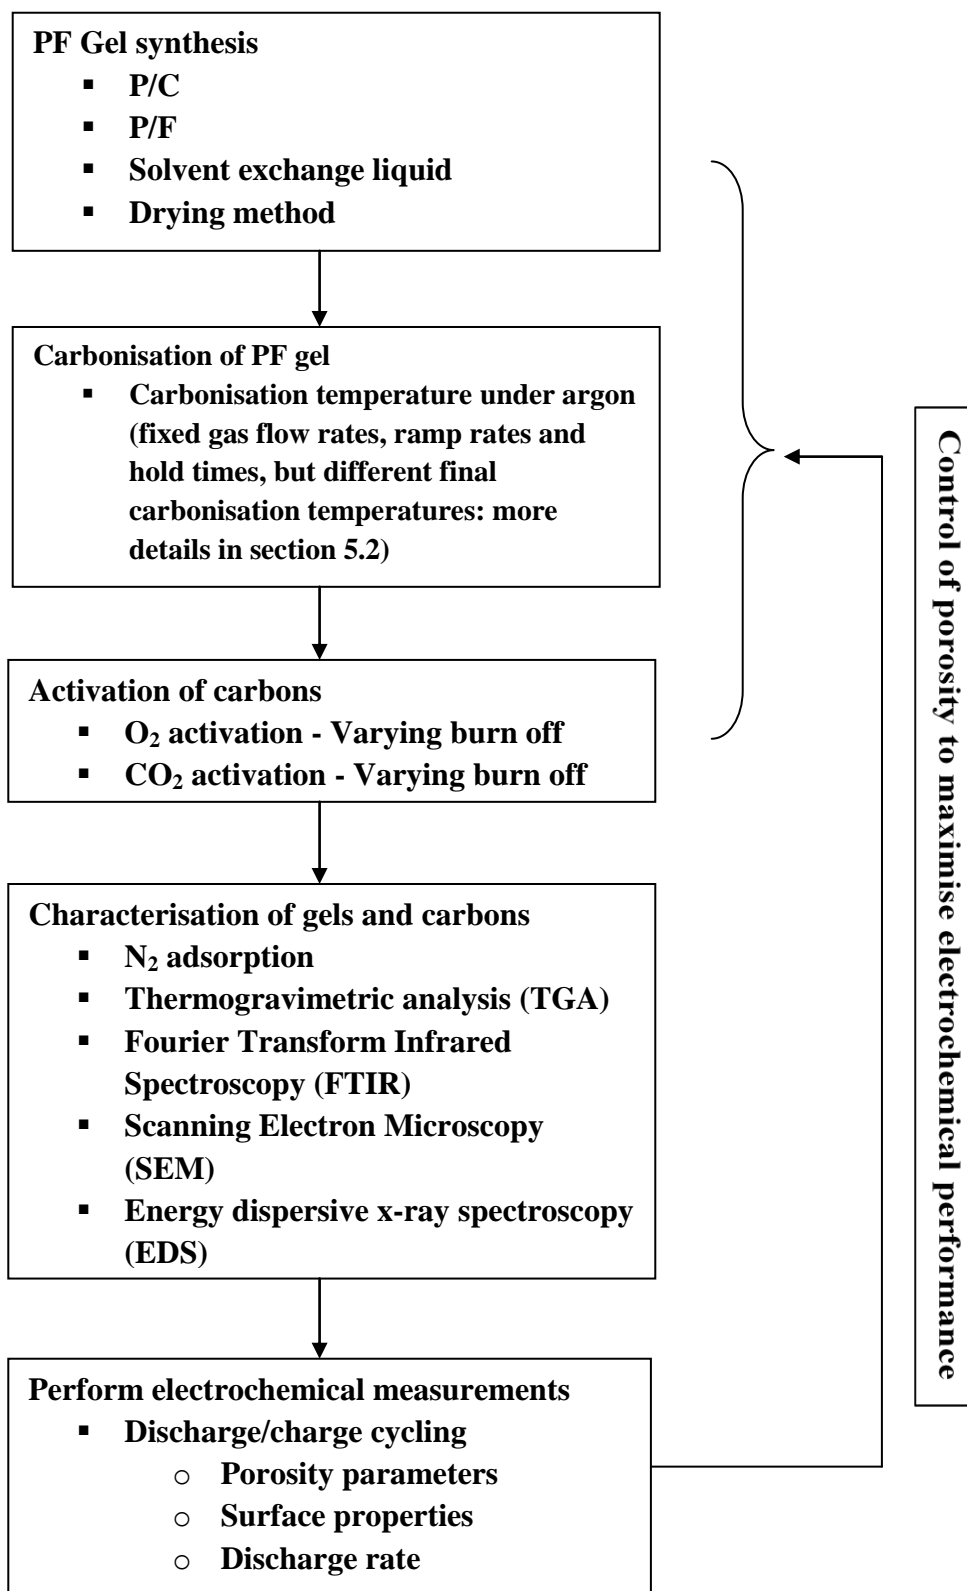 PF Gel synthesis
▪ P/C
▪ P/F
▪ Solvent exchange liquid
▪ Drying method
Carbonisation of PF gel
▪ Carbonisation temperature under argon
(fixed gas flow rates, ramp rates and
hold times, but different final
carbonisation temperatures: more
details in section 5.2)
Activation of carbons
▪ O₂ activation - Varying burn off
▪ CO₂ activation - Varying burn off
Characterisation of gels and carbons
▪ N₂ adsorption
▪ Thermogravimetric analysis (TGA)
▪ Fourier Transform Infrared
Spectroscopy (FTIR)
▪ Scanning Electron Microscopy
(SEM)
▪ Energy dispersive x-ray spectroscopy
(EDS)
Perform electrochemical measurements
▪ Discharge/charge cycling
o Porosity parameters
o Surface properties
o Discharge rate
Control of porosity to maximise electrochemical performance